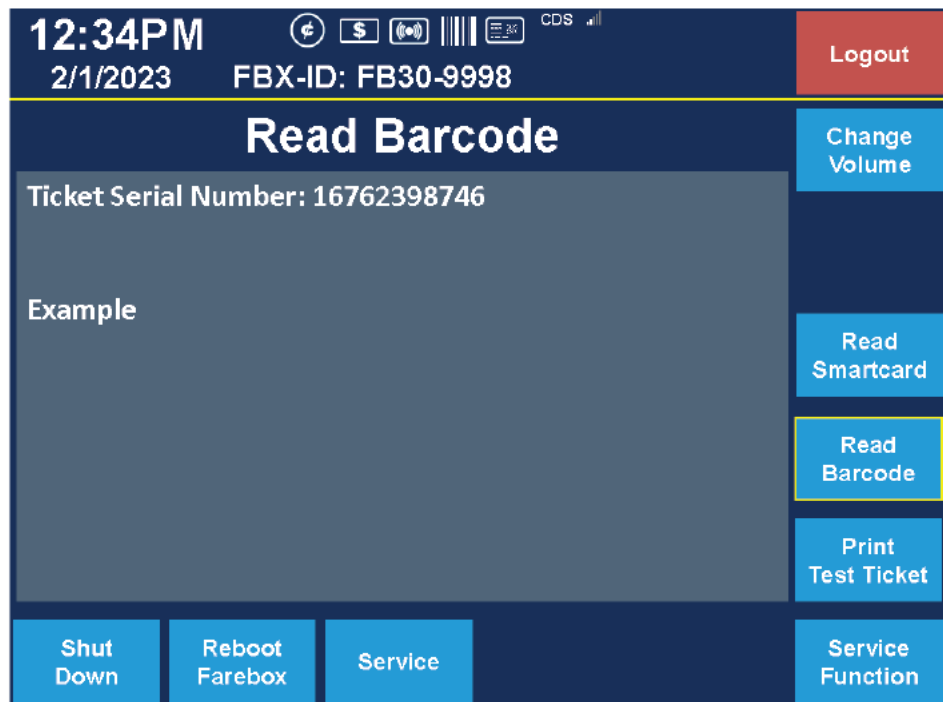 12:34PM
CDS
2/1/2023
FBX-ID: FB30-9998
Logout
Read Barcode
Change
Volume
Ticket Serial Number: 16762398746
Example
Read
Smartcard
Read
Barcode
Print
Test Ticket
Shut
Down
Reboot
Farebox
Service
Service
Function